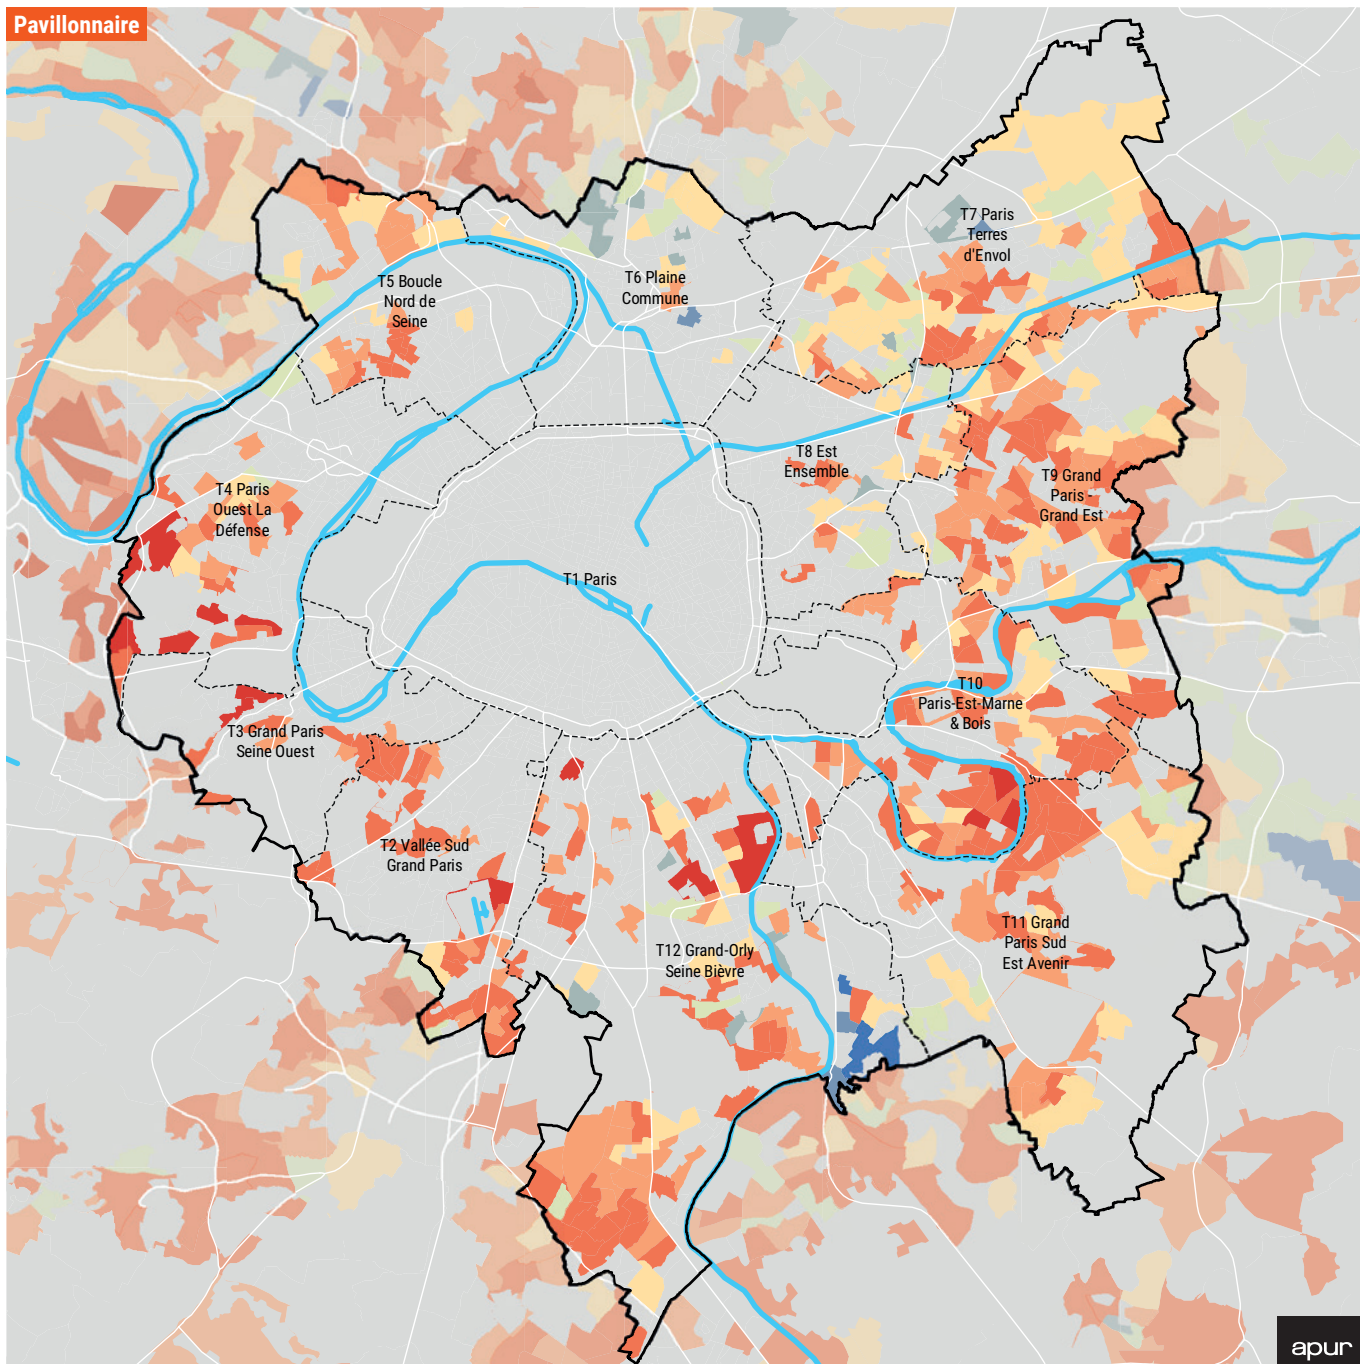 Pavillonnaire
T7 Paris
Terres
d'Envol
T5 Boucle
Nord de
Seine
T6 Plaine
Commune
T8 Est
Ensemble
T9 Grand
Paris -
Grand Est
T4 Paris
Ouest La
Défense
T1 Paris
T10
Paris-Est-Marne
& Bois
T3 Grand Paris
Seine Ouest
T2 Vallée Sud
Grand Paris
T11 Grand
Paris Sud
Est Avenir
T12 Grand-Orly
Seine Bièvre
apur